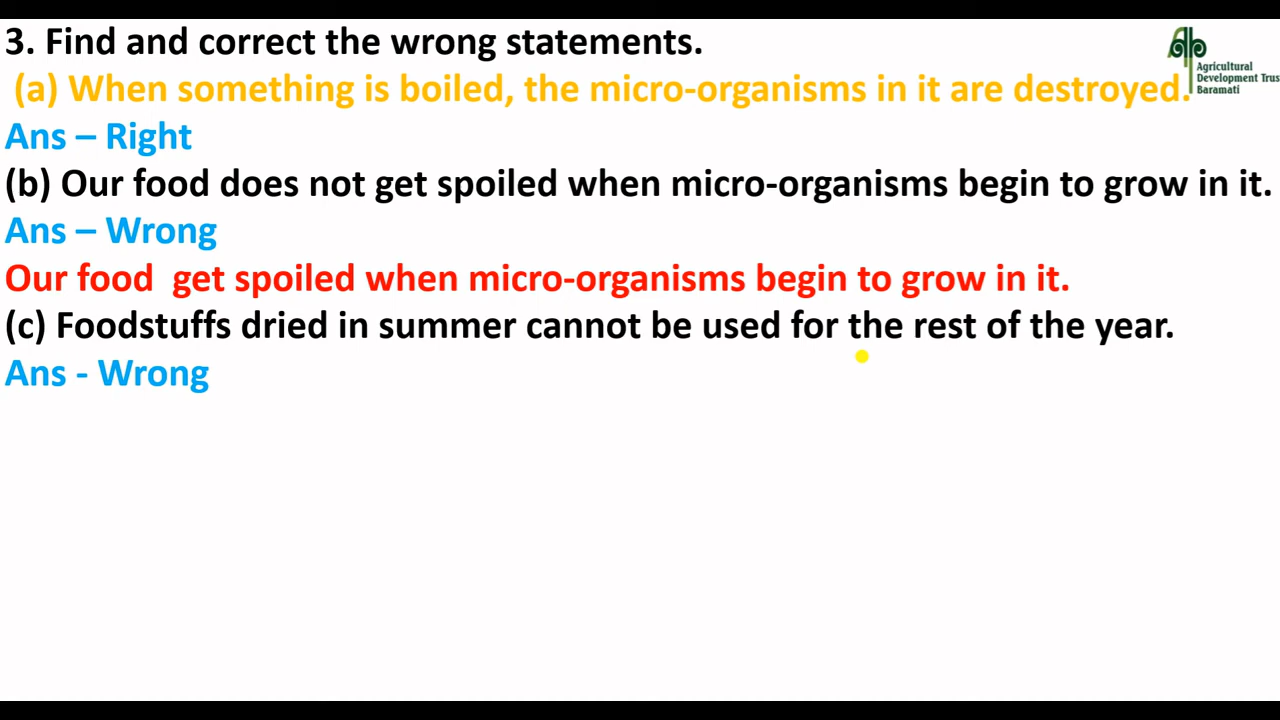 3. Find and correct the wrong statements.
Agricultural
Development Trus
Baramati
(a) When something is boiled, the micro-organisms in it are destroyed.
Ans – Right
(b) Our food does not get spoiled when micro-organisms begin to grow in it.
Ans – Wrong
Our food get spoiled when micro-organisms begin to grow in it.
(c) Foodstuffs dried in summer cannot be used for the rest of the year.
Ans - Wrong